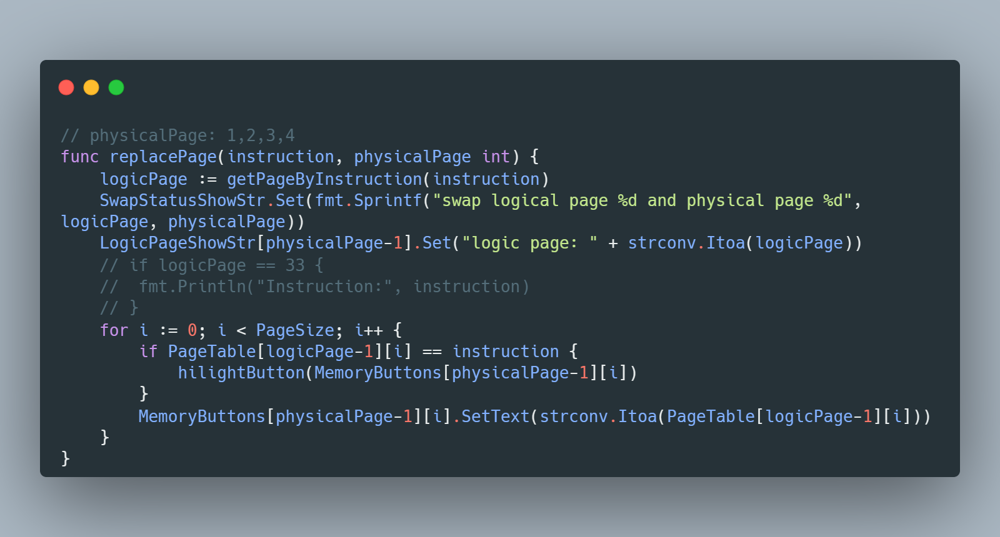 // physicalPage: 1,2,3,4
func replacePage(instruction, physicalPage int) {
    logicPage := getPageByInstruction(instruction)
    SwapStatusShowStr.Set(fmt.Sprintf("swap logical page %d and physical page %d",
logicPage, physicalPage))
    LogicPageShowStr[physicalPage-1].Set("logic page: " + strconv.Itoa(logicPage))
    // if logicPage == 33 {
    //  fmt.Println("Instruction:", instruction)
    // }
    for i := 0; i < PageSize; i++ {
        if PageTable[logicPage-1][i] == instruction {
            hilightButton(MemoryButtons[physicalPage-1][i])
        }
        MemoryButtons[physicalPage-1][i].SetText(strconv.Itoa(PageTable[logicPage-1][i]))
    }
}